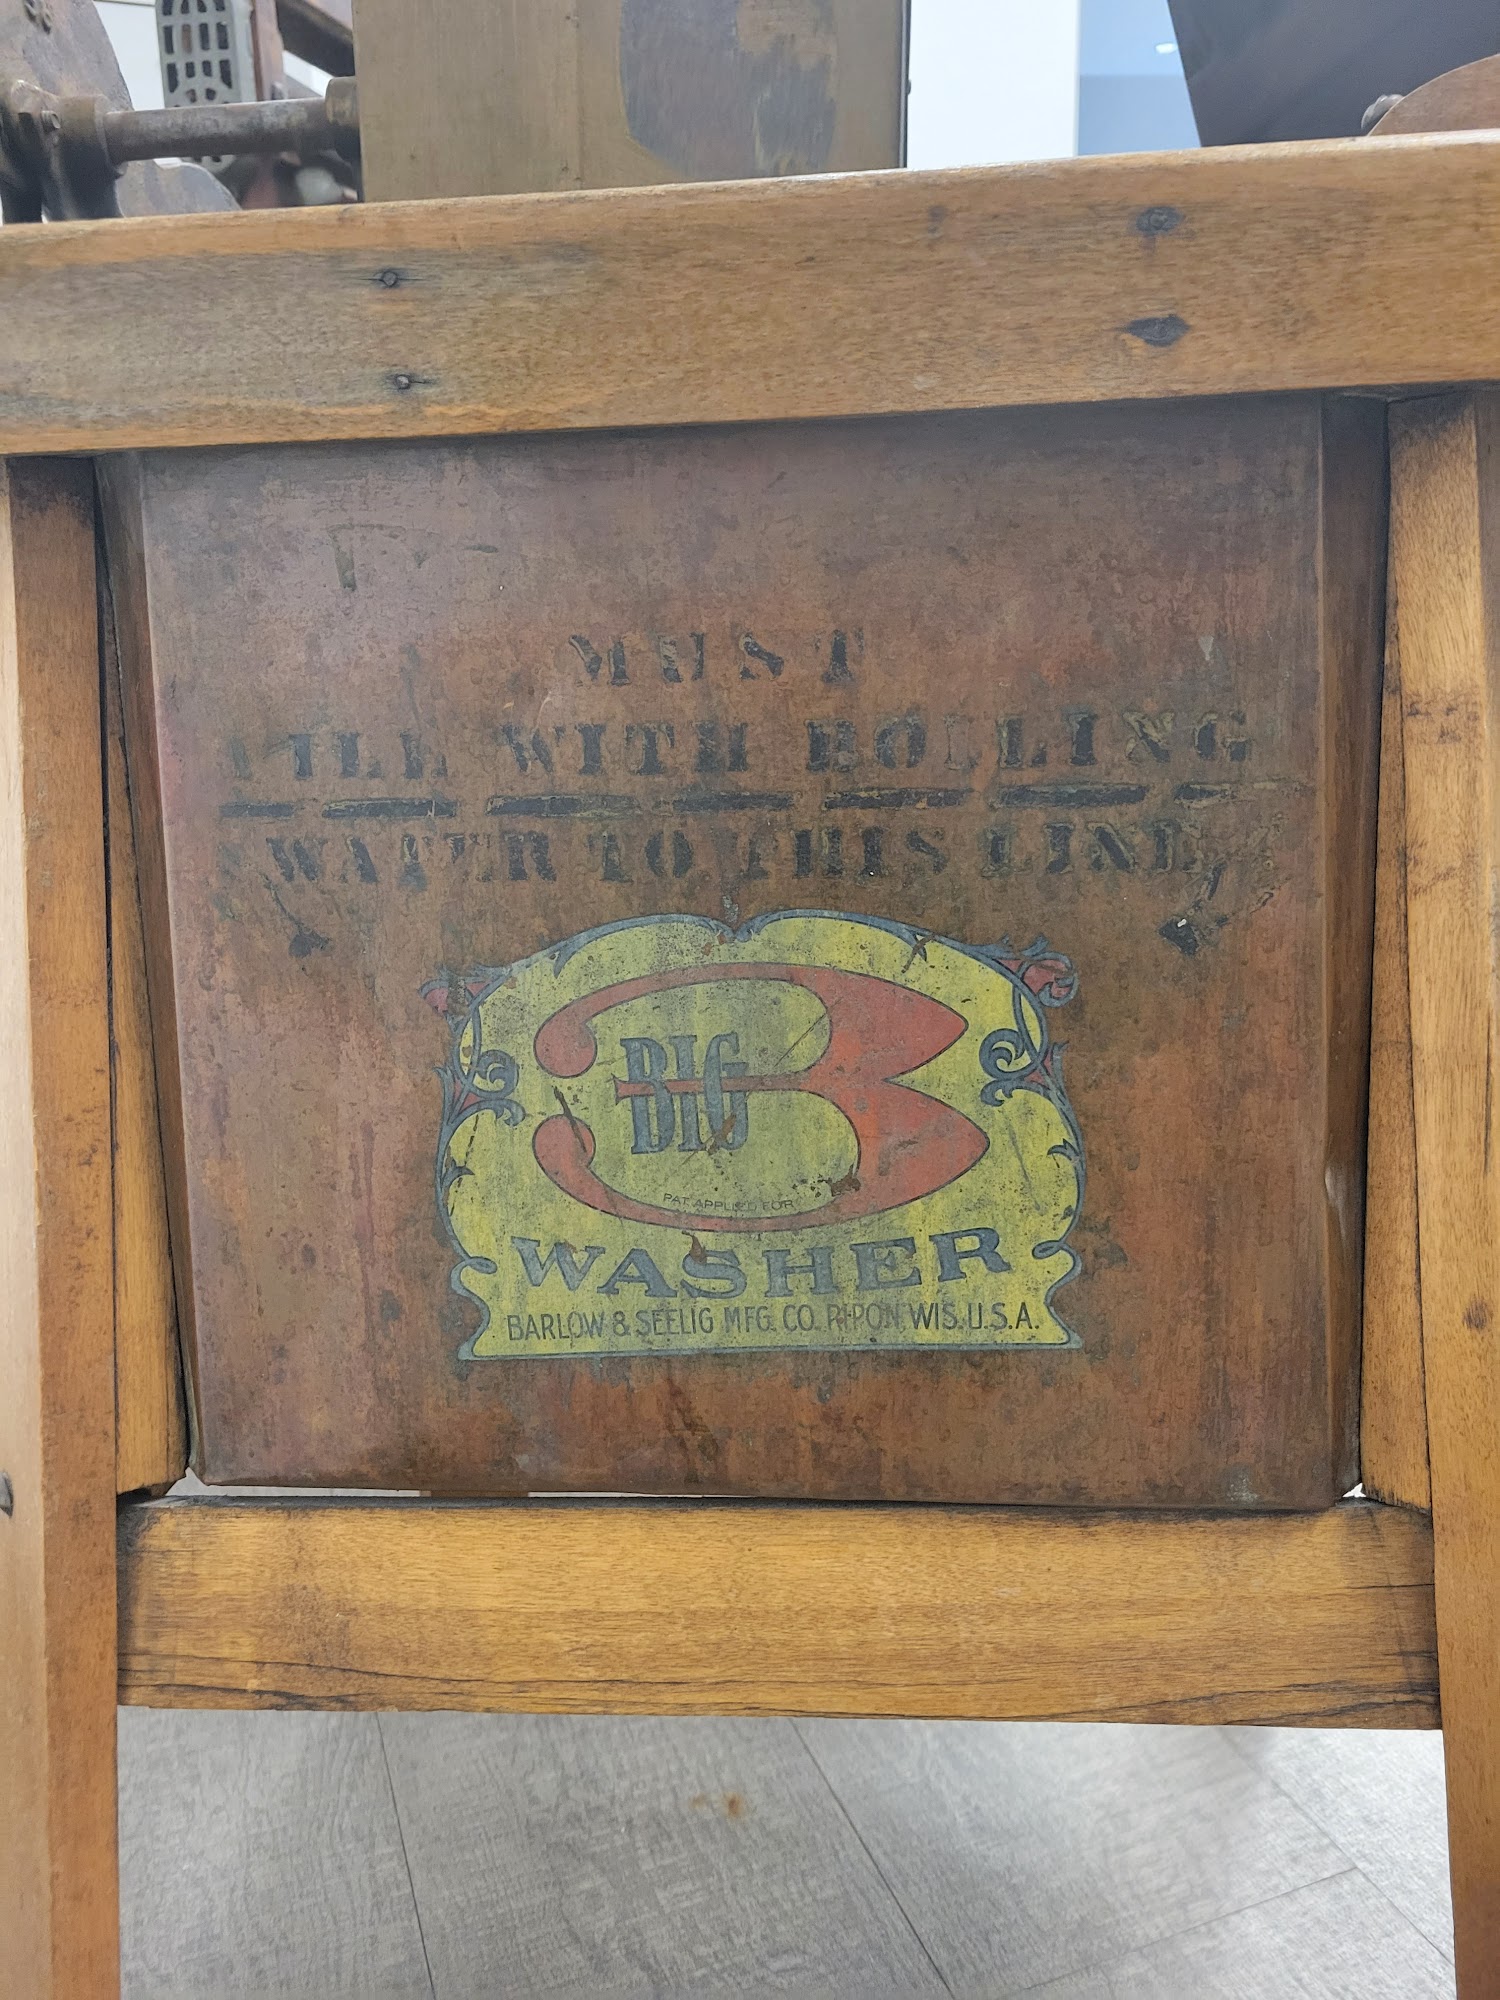 MUST
FILL WITH BOILING
WATER TO THIS LINE
BIG 3
PAT. APPLIED FOR
WASHER
BARLOW & SEELIG MFG. CO. RIPON WIS. U.S.A.